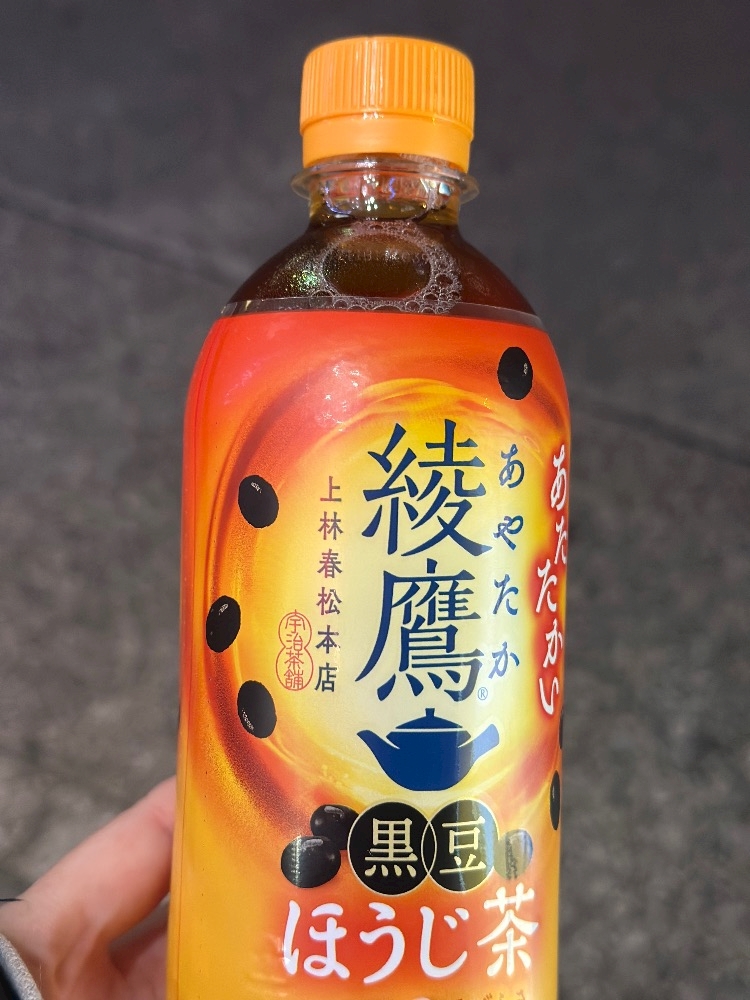 あたたかい
あやたか
綾鷹
®
上林春松本店
宇治茶舗
黒豆
ほうじ茶